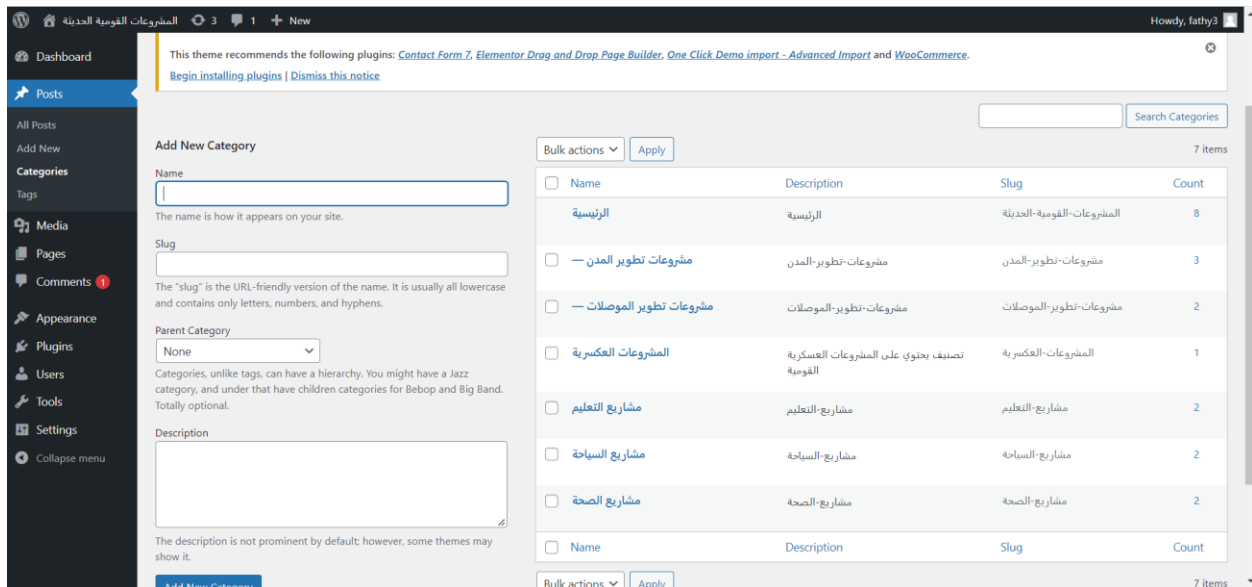 المشروعات القومية الحديثة 3 1 + New Howdy, fathy3
Dashboard
Posts
All Posts
Add New
Categories
Tags
Media
Pages
Comments 1
Appearance
Plugins
Users
Tools
Settings
Collapse menu
This theme recommends the following plugins: Contact Form 7, Elementor Drag and Drop Page Builder, One Click Demo import - Advanced Import and WooCommerce.
Begin installing plugins | Dismiss this notice
Search Categories
Add New Category
Name
The name is how it appears on your site.
Slug
The "slug" is the URL-friendly version of the name. It is usually all lowercase
and contains only letters, numbers, and hyphens.
Parent Category
None
Categories, unlike tags, can have a hierarchy. You might have a Jazz
category, and under that have children categories for Bebop and Big Band.
Totally optional.
Description
The description is not prominent by default; however, some themes may
show it.
Add New Category
Bulk actions Apply 7 items
Name Description Slug Count
الرئيسية الرئيسية المشروعات-القومية-الحديثة 8
مشروعات تطوير المدن — مشروعات-تطوير-المدن مشروعات-تطوير-المدن 3
مشروعات تطوير الموصلات — مشروعات-تطوير-الموصلات مشروعات-تطوير-الموصلات 2
المشروعات العكسرية تصنيف يحتوي على المشروعات العسكرية المشروعات-العكسرية 1
القومية
مشاريع التعليم مشاريع-التعليم مشاريع-التعليم 2
مشاريع السياحة مشاريع-السياحة مشاريع-السياحة 2
مشاريع الصحة مشاريع-الصحة مشاريع-الصحة 2
Name Description Slug Count
Bulk actions Apply 7 items